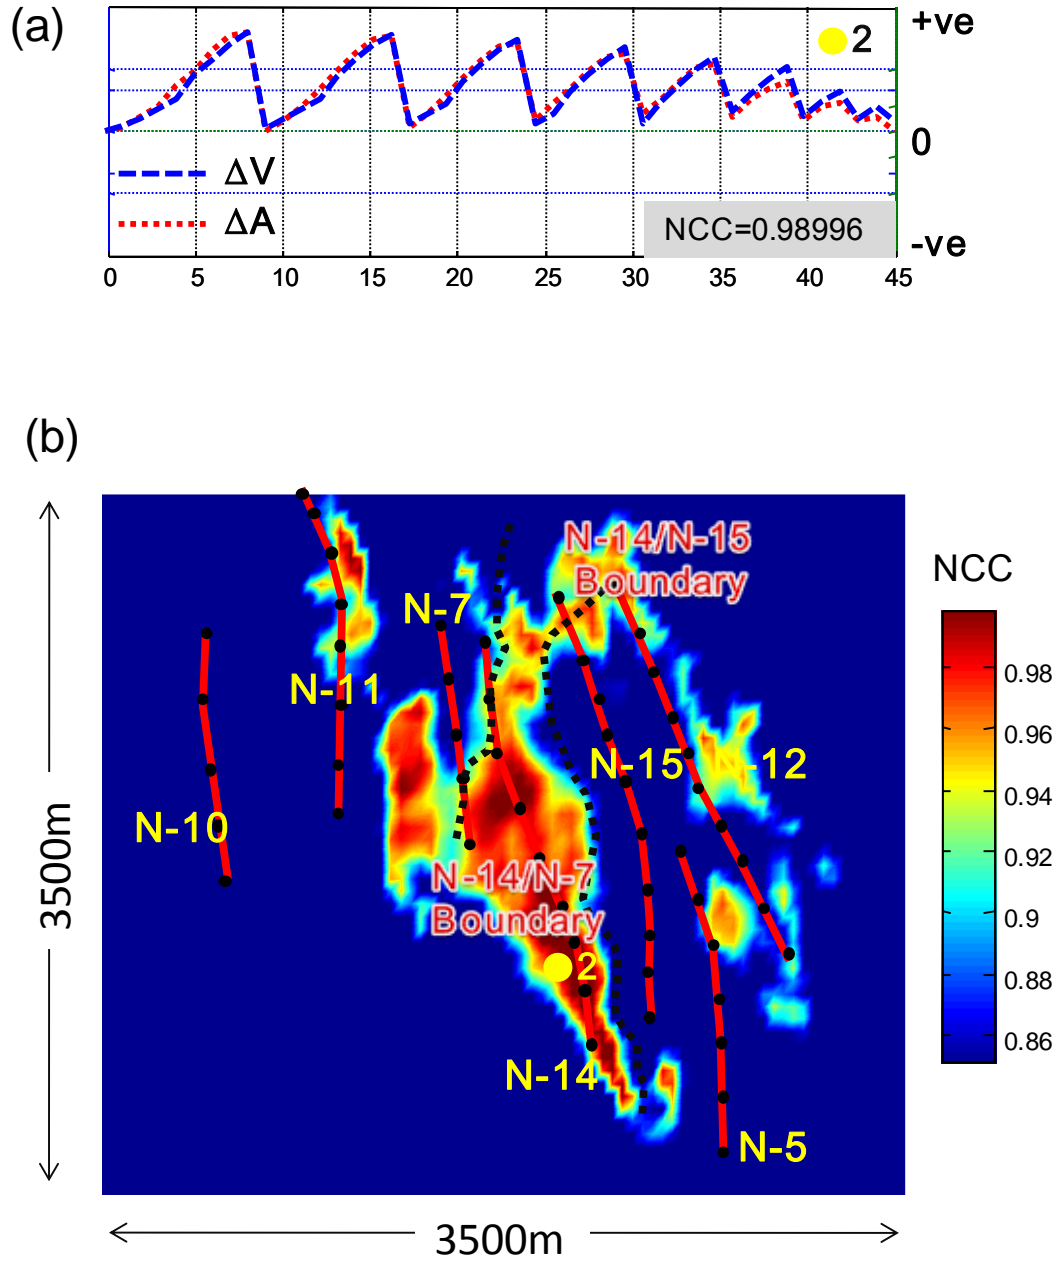 (a)
2
+ve
0
-ve
ΔV
ΔA
NCC=0.98996
0 5 10 15 20 25 30 35 40 45
(b)
N-14/N-15
Boundary
N-7
N-11
N-15
N-12
N-10
N-14/N-7
Boundary
2
N-14
N-5
3500m
3500m
NCC
0.98
0.96
0.94
0.92
0.9
0.88
0.86